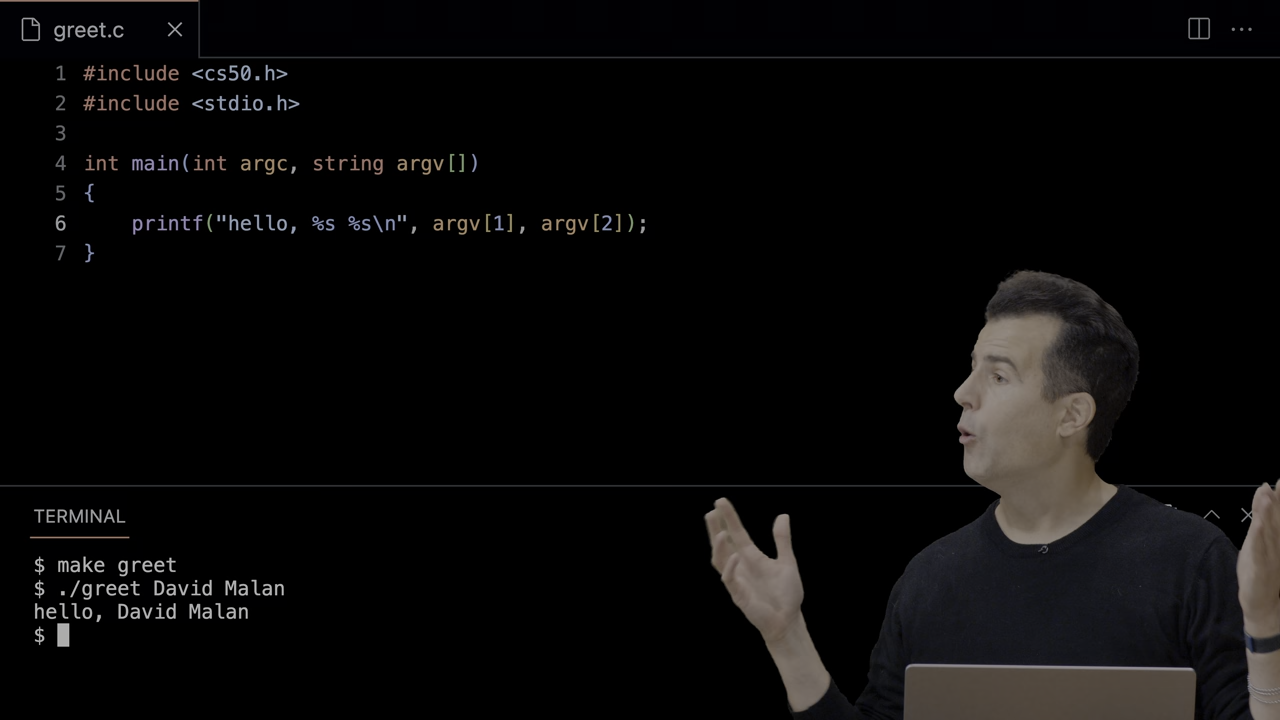 greet.c
1 #include <cs50.h>
2 #include <stdio.h>
3
4 int main(int argc, string argv[])
5 {
6     printf("hello, %s %s\n", argv[1], argv[2]);
7 }
TERMINAL
$ make greet
$ ./greet David Malan
hello, David Malan
$